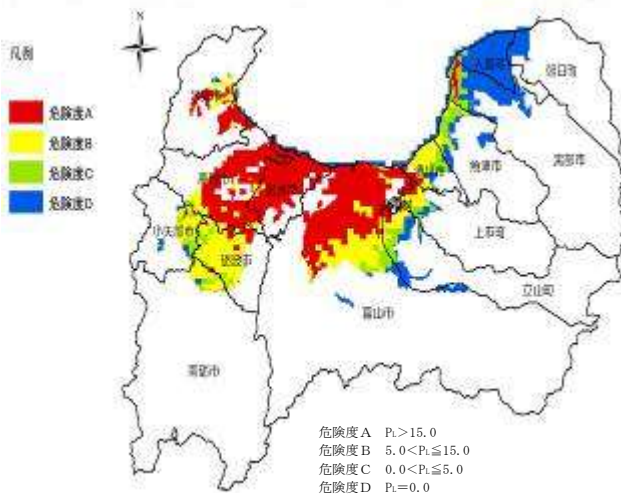 N
凡例
危険度A
危険度B
危険度C
危険度D
入善町
朝日町
黒部市
魚津市
上市町
立山町
小矢部市
砺波市
富山市
南砺市
危険度A PL>15.0
危険度B 5.0<PL≦15.0
危険度C 0.0<PL≦5.0
危険度D PL=0.0